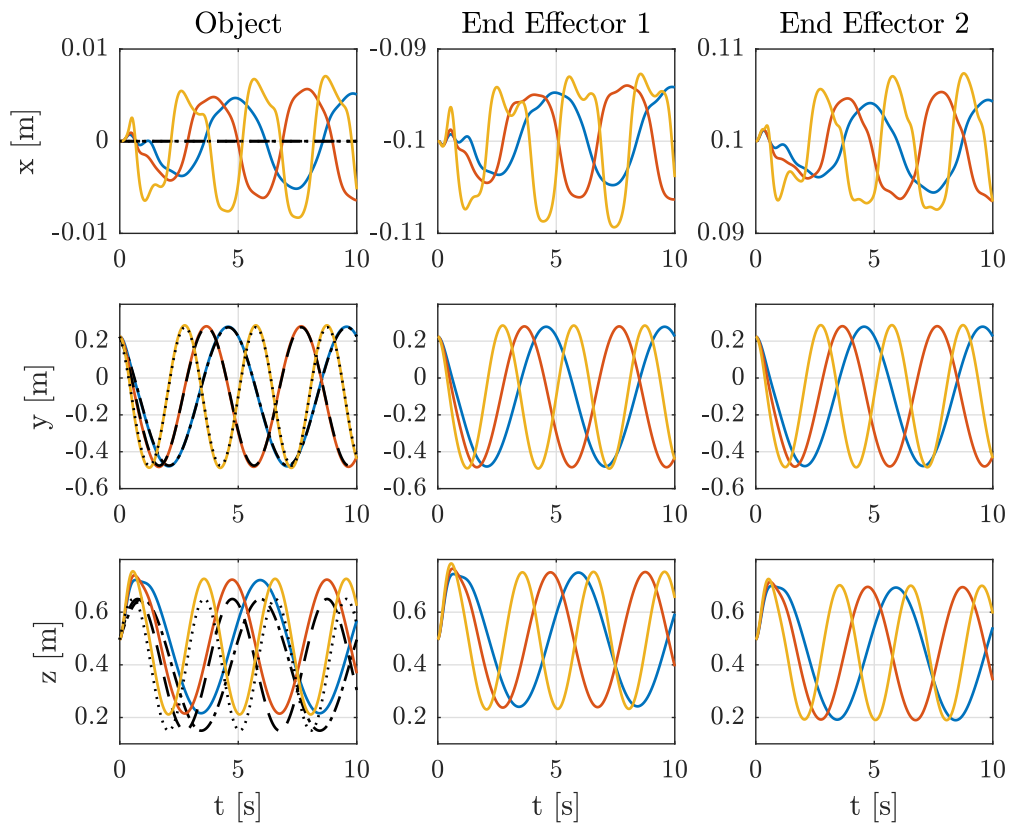 Object End Effector 1 End Effector 2
0.01 -0.09 0.11
x [m] 0 -0.1 0.1
-0.01 -0.11 0.09
0 5 10 0 5 10 0 5 10
0.2 0.2 0.2
0 0 0
y [m] -0.2 -0.2 -0.2
-0.4 -0.4 -0.4
-0.6 -0.6 -0.6
0 5 10 0 5 10 0 5 10
0.6 0.6 0.6
z [m] 0.4 0.4 0.4
0.2 0.2 0.2
0 5 10 0 5 10 0 5 10
t [s] t [s] t [s]